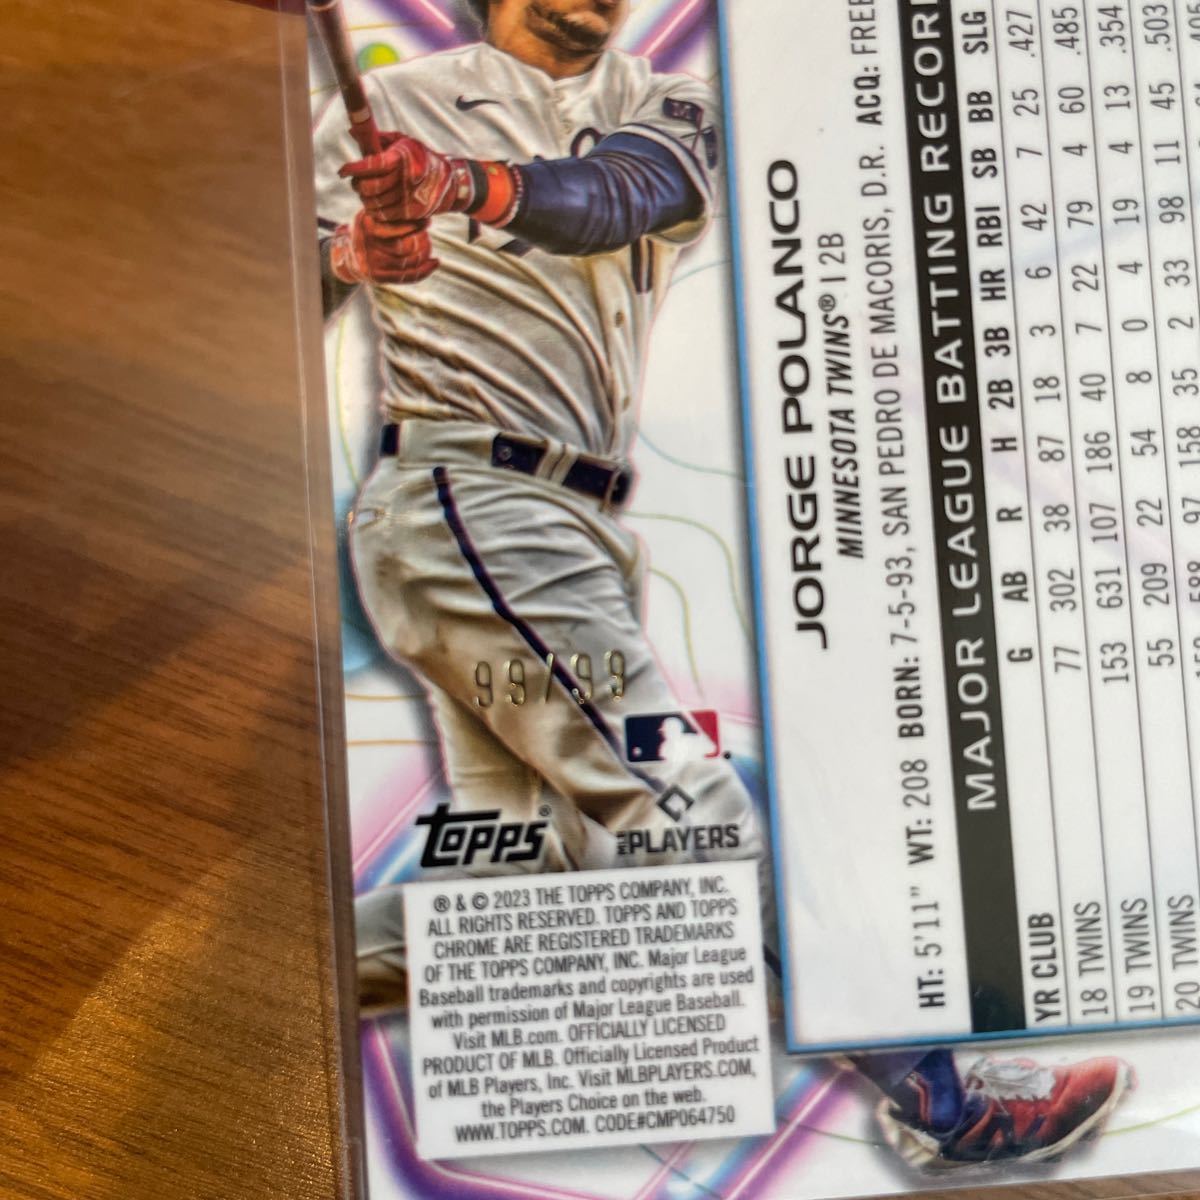 JORGE POLANCO
MINNESOTA TWINS® | 2B
HT: 5'11" WT: 208 BORN: 7-5-93, SAN PEDRO DE MACORIS, D.R. ACQ: FREE
MAJOR LEAGUE BATTING RECORD
YR CLUB G AB R H 2B 3B HR RBI SB BB SLG
18 TWINS 77 302 38 87 18 3 6 42 7 25 .427
19 TWINS 153 631 107 186 40 7 22 79 4 60 .485
20 TWINS 55 209 22 54 8 0 4 19 4 13 .354
588 97 158 35 2 33 98 11 45 .503
99/99
TOPPS®
MLB PLAYERS
® & © 2023 THE TOPPS COMPANY, INC.
ALL RIGHTS RESERVED. TOPPS AND TOPPS
CHROME ARE REGISTERED TRADEMARKS
OF THE TOPPS COMPANY, INC. Major League
Baseball trademarks and copyrights are used
with permission of Major League Baseball.
Visit MLB.com. OFFICIALLY LICENSED
PRODUCT OF MLB. Officially Licensed Product
of MLB Players, Inc. Visit MLBPLAYERS.COM,
the Players Choice on the web.
WWW.TOPPS.COM. CODE#CMP064750